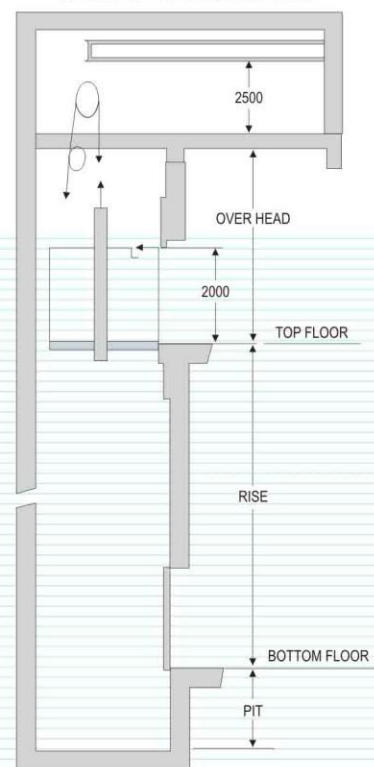 2500
OVER HEAD
2000
TOP FLOOR
RISE
BOTTOM FLOOR
PIT